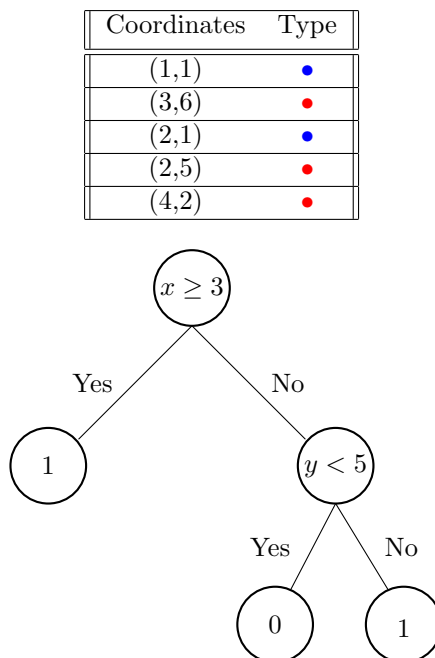 Coordinates Type
(1,1)
(3,6)
(2,1)
(2,5)
(4,2)
x ≥ 3
Yes No
1 y < 5
Yes No
0 1